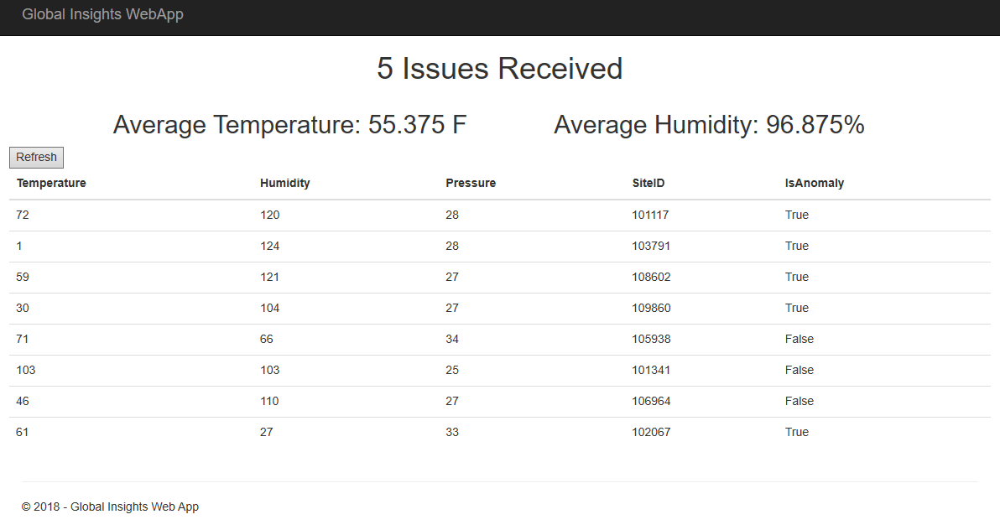 Global Insights WebApp
5 Issues Received
Average Temperature: 55.375 F Average Humidity: 96.875%
Refresh
Temperature Humidity Pressure SiteID IsAnomaly
72 120 28 101117 True
1 124 28 103791 True
59 121 27 108602 True
30 104 27 109860 True
71 66 34 105938 False
103 103 25 101341 False
46 110 27 106964 False
61 27 33 102067 True
© 2018 - Global Insights Web App